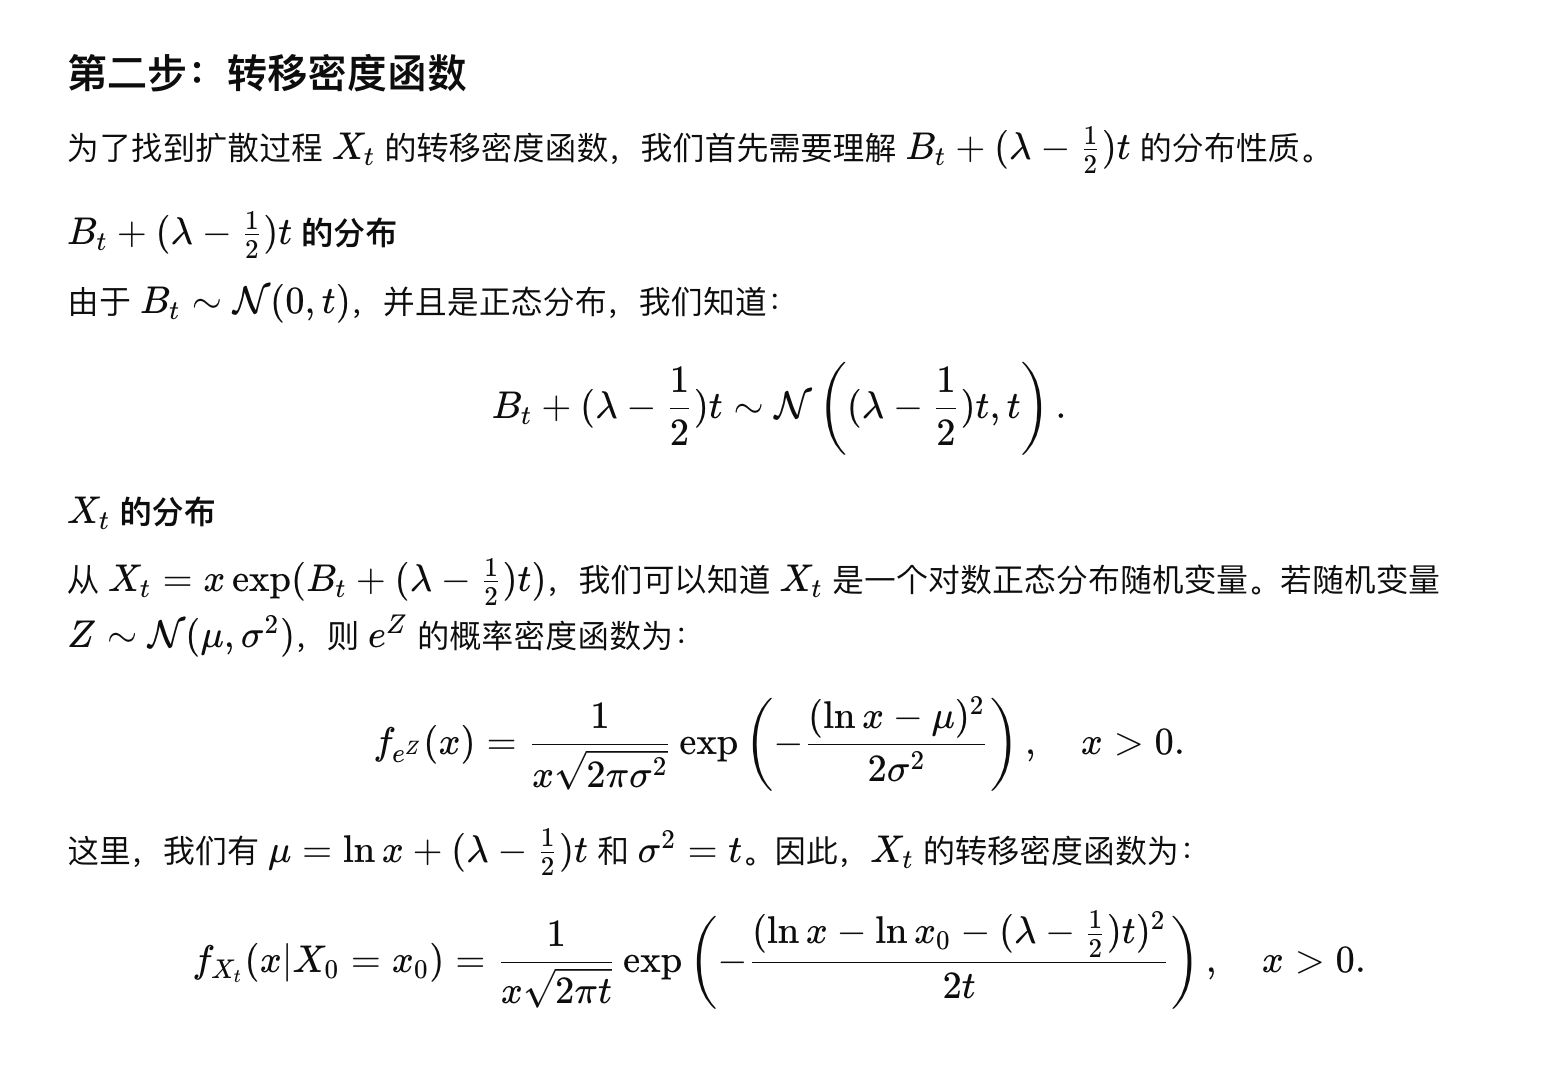 第二步：转移密度函数
为了找到扩散过程 $X_t$ 的转移密度函数，我们首先需要理解 $B_t + (\lambda - \frac{1}{2})t$ 的分布性质。
$B_t + (\lambda - \frac{1}{2})t$ 的分布
由于 $B_t \sim \mathcal{N}(0, t)$，并且是正态分布，我们知道：
$B_t + (\lambda - \frac{1}{2})t \sim \mathcal{N}\left((\lambda - \frac{1}{2})t, t\right).$
$X_t$ 的分布
从 $X_t = x\exp(B_t + (\lambda - \frac{1}{2})t)$，我们可以知道 $X_t$ 是一个对数正态分布随机变量。若随机变量
$Z \sim \mathcal{N}(\mu, \sigma^2)$，则 $e^Z$ 的概率密度函数为：
$f_{e^Z}(x) = \frac{1}{x\sqrt{2\pi\sigma^2}} \exp\left(-\frac{(\ln x - \mu)^2}{2\sigma^2}\right), \quad x > 0.$
这里，我们有 $\mu = \ln x + (\lambda - \frac{1}{2})t$ 和 $\sigma^2 = t$。因此，$X_t$ 的转移密度函数为：
$f_{X_t}(x|X_0 = x_0) = \frac{1}{x\sqrt{2\pi t}} \exp\left(-\frac{(\ln x - \ln x_0 - (\lambda - \frac{1}{2})t)^2}{2t}\right), \quad x > 0.$